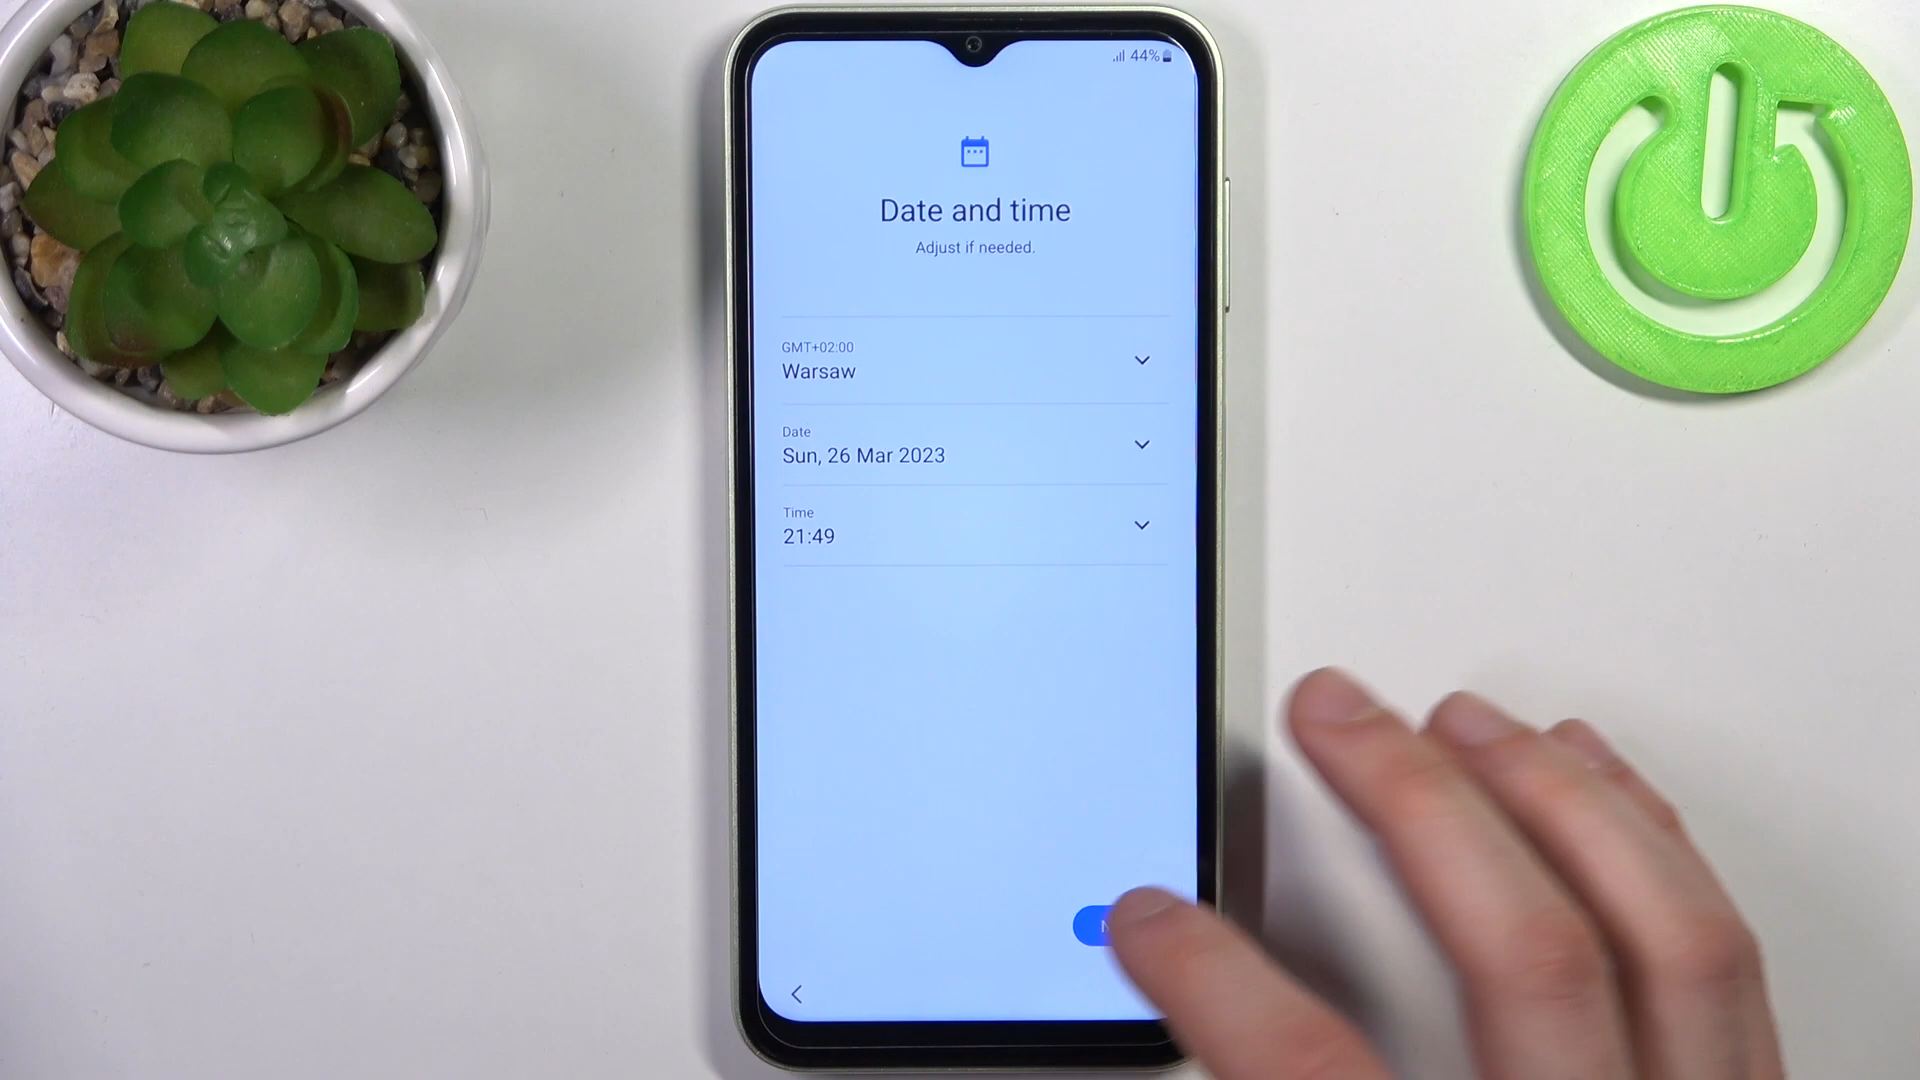 44%
Date and time
Adjust if needed.
GMT+02:00
Warsaw
Date
Sun, 26 Mar 2023
Time
21:49